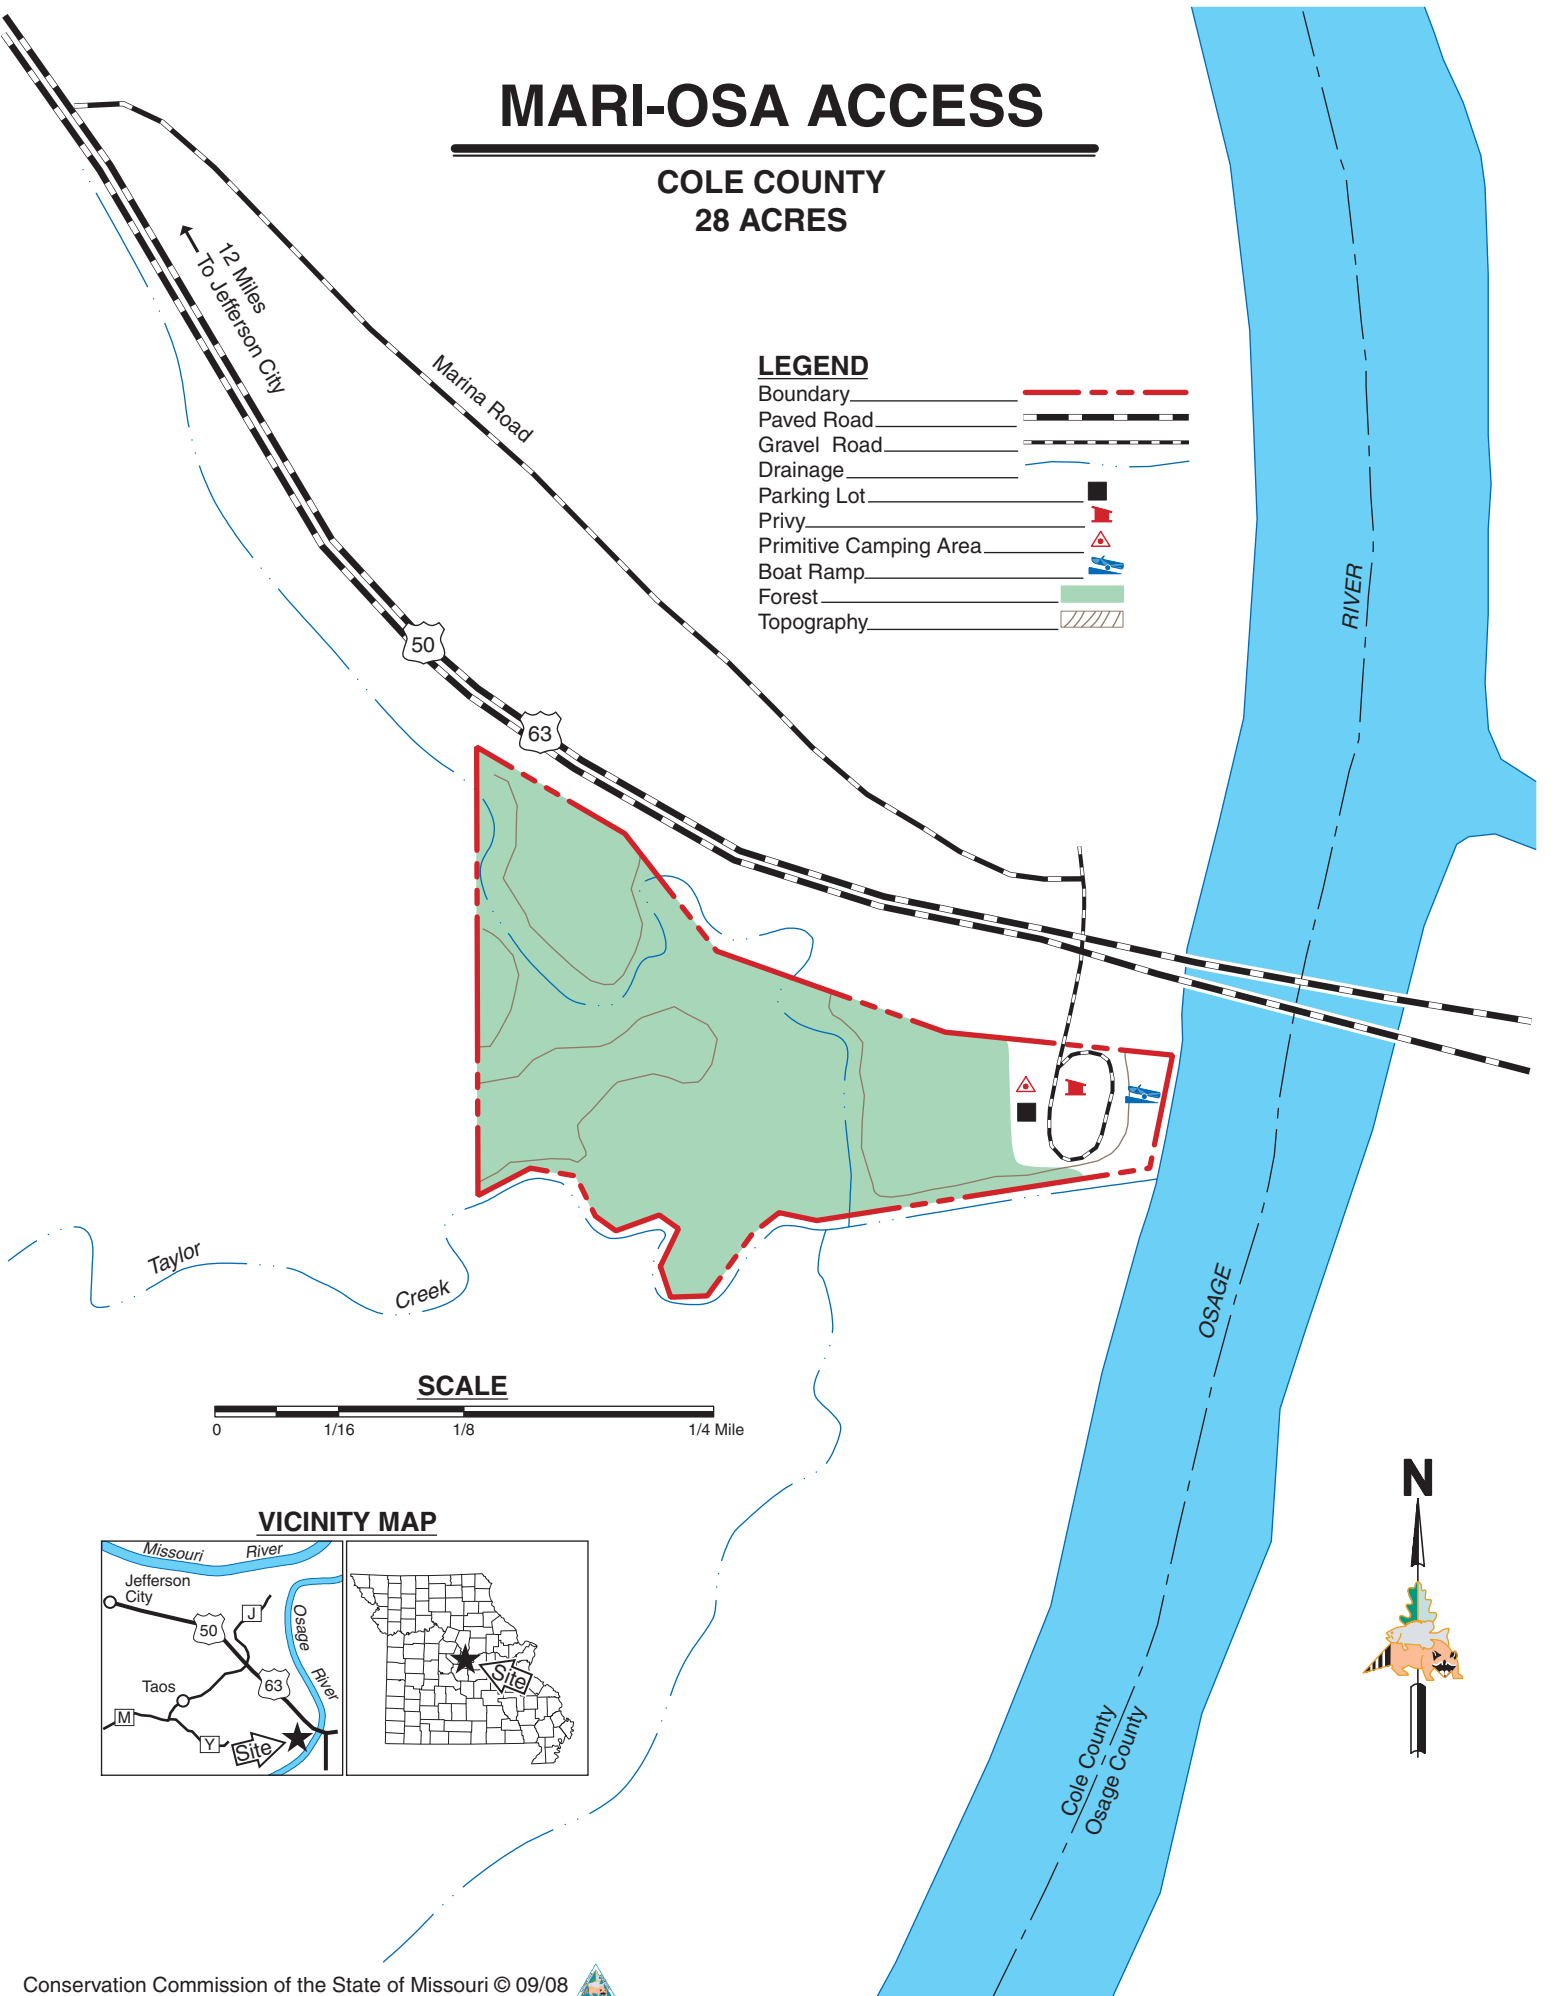 MARI-OSA ACCESS
COLE COUNTY
28 ACRES
12 Miles
To Jefferson City
Marina Road
LEGEND
Boundary
Paved Road
Gravel Road
Drainage
Parking Lot
Privy
Primitive Camping Area
Boat Ramp
Forest
Topography
50
63
RIVER
OSAGE
Taylor
Creek
SCALE
0 1/16 1/8 1/4 Mile
VICINITY MAP
Missouri River
Jefferson
City
50
J
Osage
River
Taos
63
M
Y
Site
Site
N
Cole County
Osage County
Conservation Commission of the State of Missouri © 09/08